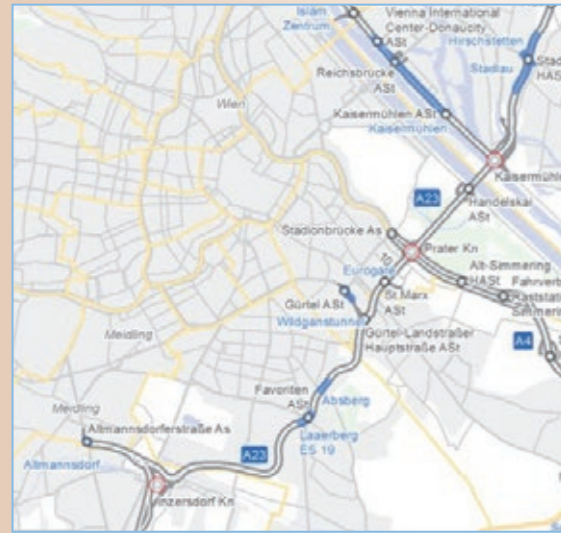 Islam
Zentrum
Vienna International
Center-Donaucity
ASt
Hirschstetten
Stadlau
Reichsbrücke
ASt
Wien
Kaisermühlen ASt
Kaisermühlen
A23
Handelskai
ASt
Stadionbrücke As
Prater Kn
Eurogate
Alt-Simmering
HASt
Gürtel ASt
St.Marx
ASt
Wildganstunnel
Gürtel-Landstraßer
Hauptstraße ASt
A4
Meidling
Favoriten
ASt
Absberg
Meidling
Altmannsdorferstraße As
Laaerberg
ES 19
Altmannsdorf
A23
Inzersdorf Kn